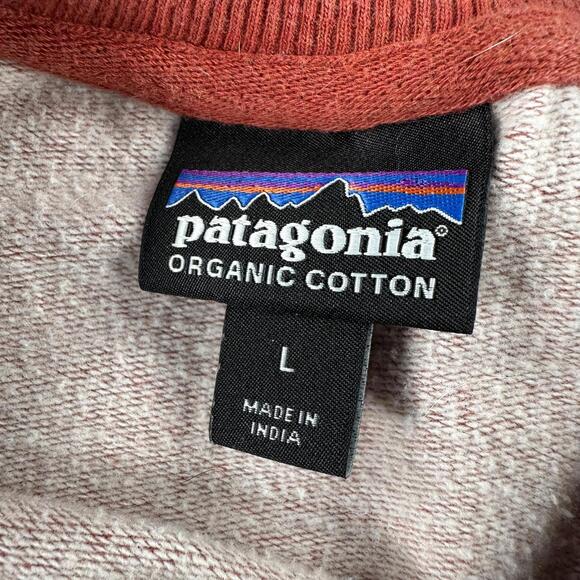 patagonia®
ORGANIC COTTON
L
MADE IN
INDIA